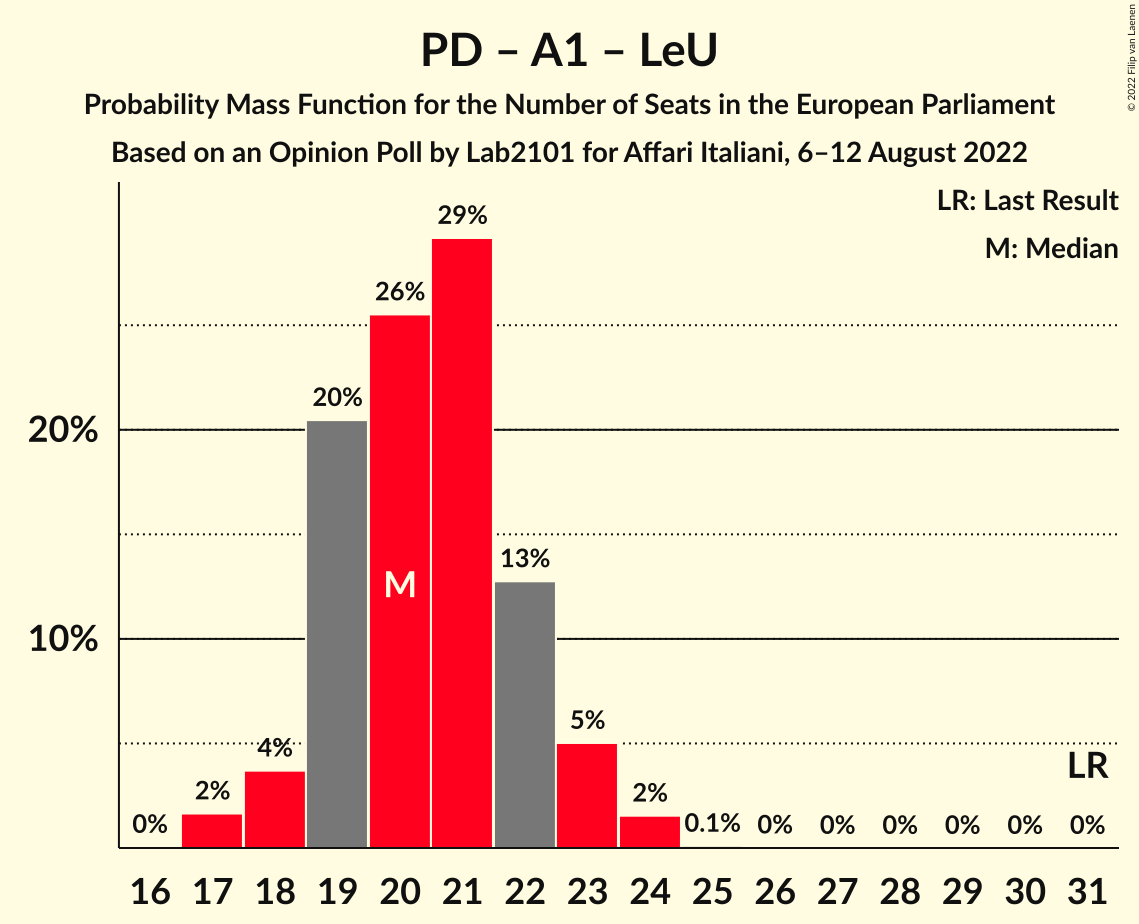 PD – A1 – LeU
Probability Mass Function for the Number of Seats in the European Parliament
Based on an Opinion Poll by Lab2101 for Affari Italiani, 6–12 August 2022
© 2022 Filip van Laenen
LR: Last Result
M: Median
29%
26%
20%
20%
13%
M
10%
5%
4%
LR
2%
2%
0%
0.1%
0%
0%
0%
0%
0%
0%
16 17 18 19 20 21 22 23 24 25 26 27 28 29 30 31